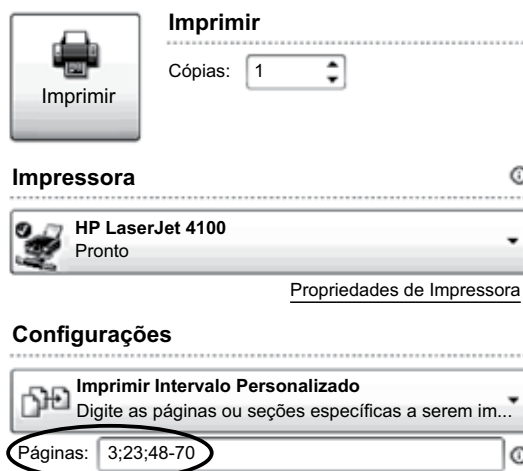 Imprimir
Imprimir
Cópias: 1
Impressora
HP LaserJet 4100
Pronto
Propriedades de Impressora
Configurações
Imprimir Intervalo Personalizado
Digite as páginas ou seções específicas a serem im...
Páginas: 3;23;48-70